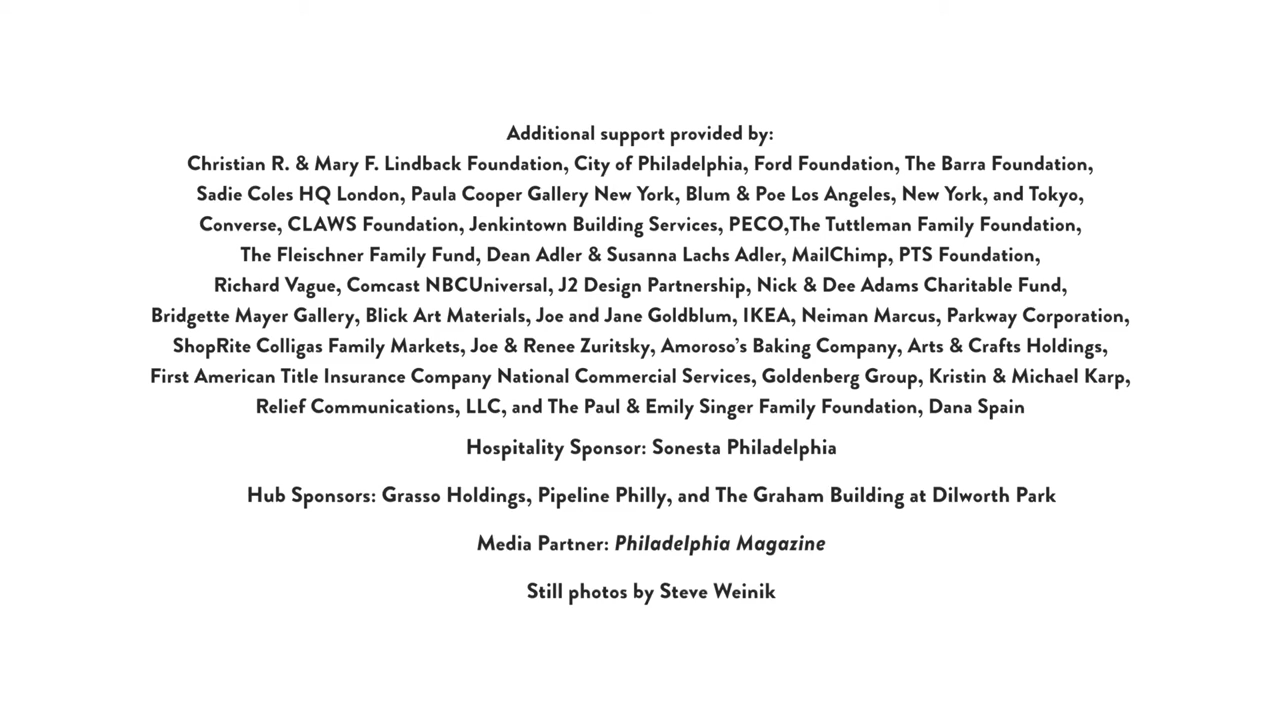 Additional support provided by:
Christian R. & Mary F. Lindback Foundation, City of Philadelphia, Ford Foundation, The Barra Foundation,
Sadie Coles HQ London, Paula Cooper Gallery New York, Blum & Poe Los Angeles, New York, and Tokyo,
Converse, CLAWS Foundation, Jenkintown Building Services, PECO,The Tuttleman Family Foundation,
The Fleischner Family Fund, Dean Adler & Susanna Lachs Adler, MailChimp, PTS Foundation,
Richard Vague, Comcast NBCUniversal, J2 Design Partnership, Nick & Dee Adams Charitable Fund,
Bridgette Mayer Gallery, Blick Art Materials, Joe and Jane Goldblum, IKEA, Neiman Marcus, Parkway Corporation,
ShopRite Colligas Family Markets, Joe & Renee Zuritsky, Amoroso's Baking Company, Arts & Crafts Holdings,
First American Title Insurance Company National Commercial Services, Goldenberg Group, Kristin & Michael Karp,
Relief Communications, LLC, and The Paul & Emily Singer Family Foundation, Dana Spain
Hospitality Sponsor: Sonesta Philadelphia
Hub Sponsors: Grasso Holdings, Pipeline Philly, and The Graham Building at Dilworth Park
Media Partner: Philadelphia Magazine
Still photos by Steve Weinik